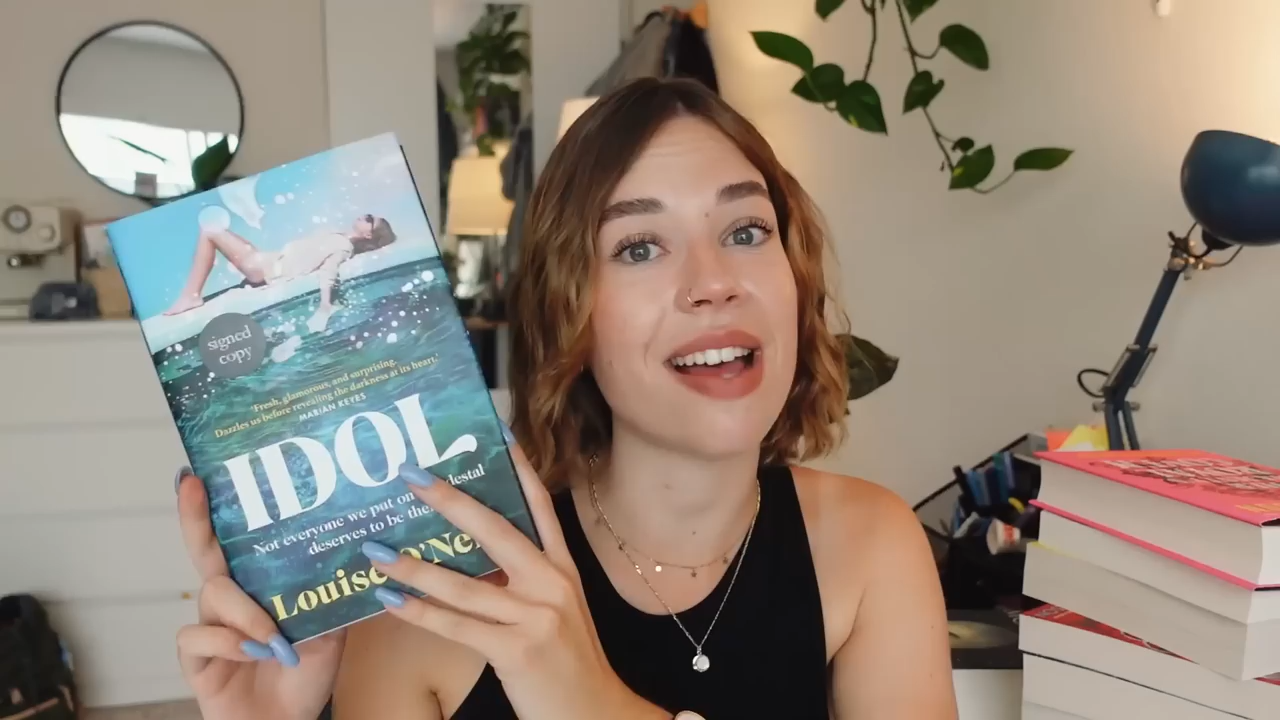 signed
copy
'Fresh, glamorous, and surprising.
Dazzles us before revealing the darkness at its heart.'
MARIAN KEYES
IDOL
Not everyone we put on
deserves to be
Louise O'Ne